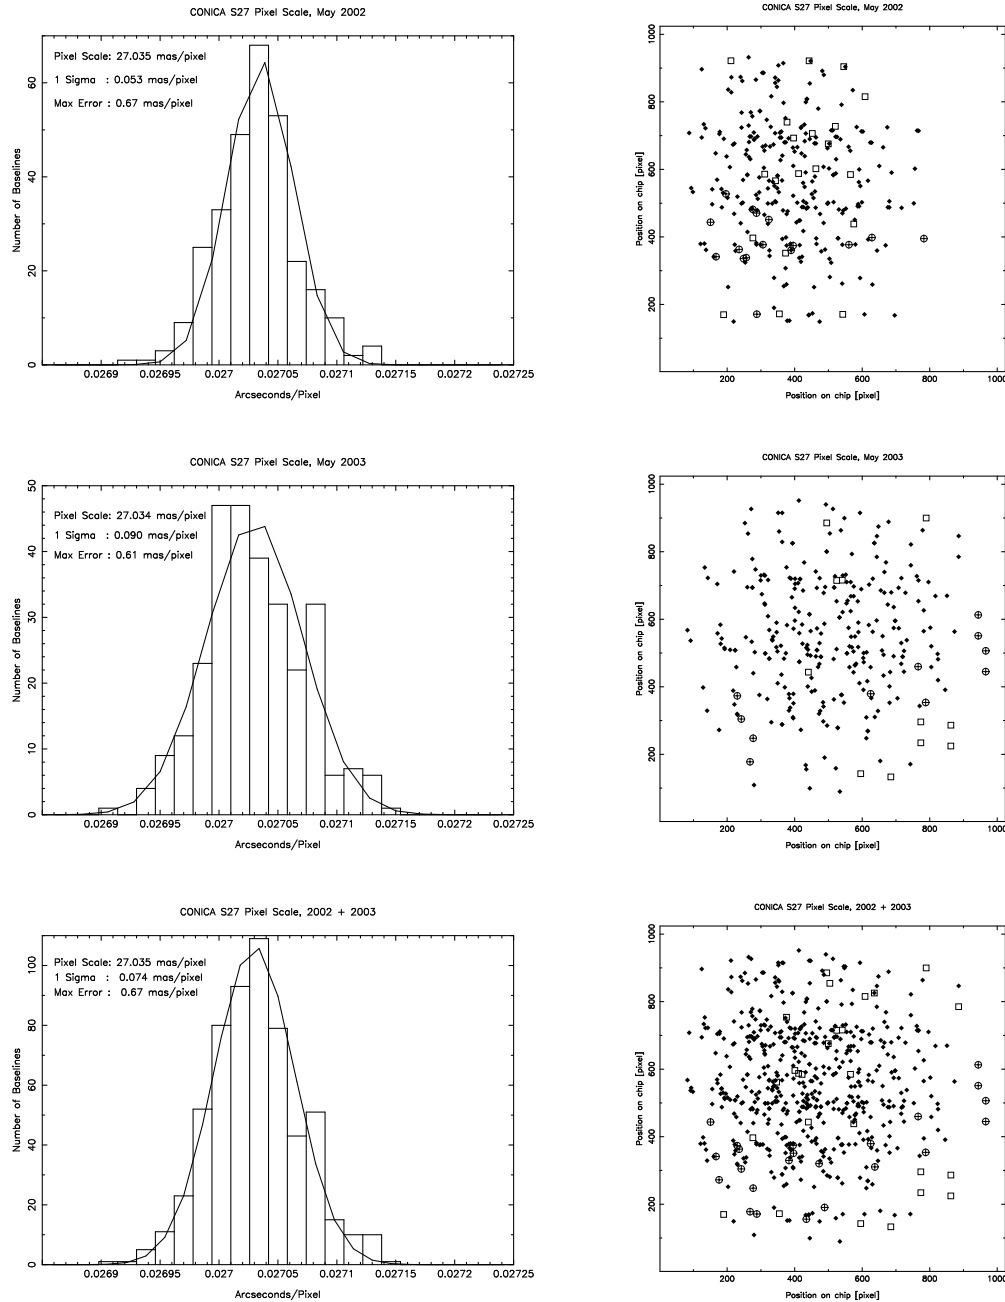 CONICA S27 Pixel Scale, May 2002
Pixel Scale: 27.035 mas/pixel
1 Sigma : 0.053 mas/pixel
Max Error : 0.67 mas/pixel
Number of Baselines
0 20 40 60
0.0269 0.02695 0.027 0.02705 0.0271 0.02715 0.0272 0.02725
Arcseconds/Pixel
CONICA S27 Pixel Scale, May 2002
Position on chip [pixel]
200 400 600 800 1000
200 400 600 800 1000
Position on chip [pixel]
CONICA S27 Pixel Scale, May 2003
Pixel Scale: 27.034 mas/pixel
1 Sigma : 0.090 mas/pixel
Max Error : 0.61 mas/pixel
Number of Baselines
0 10 20 30 40 50
0.0269 0.02695 0.027 0.02705 0.0271 0.02715 0.0272 0.02725
Arcseconds/Pixel
CONICA S27 Pixel Scale, May 2003
Position on chip [pixel]
200 400 600 800 1000
200 400 600 800 1000
Position on chip [pixel]
CONICA S27 Pixel Scale, 2002 + 2003
Pixel Scale: 27.035 mas/pixel
1 Sigma : 0.074 mas/pixel
Max Error : 0.67 mas/pixel
Number of Baselines
0 20 40 60 80 100
0.0269 0.02695 0.027 0.02705 0.0271 0.02715 0.0272 0.02725
Arcseconds/Pixel
CONICA S27 Pixel Scale, 2002 + 2003
Position on chip [pixel]
200 400 600 800 1000
200 400 600 800 1000
Position on chip [pixel]